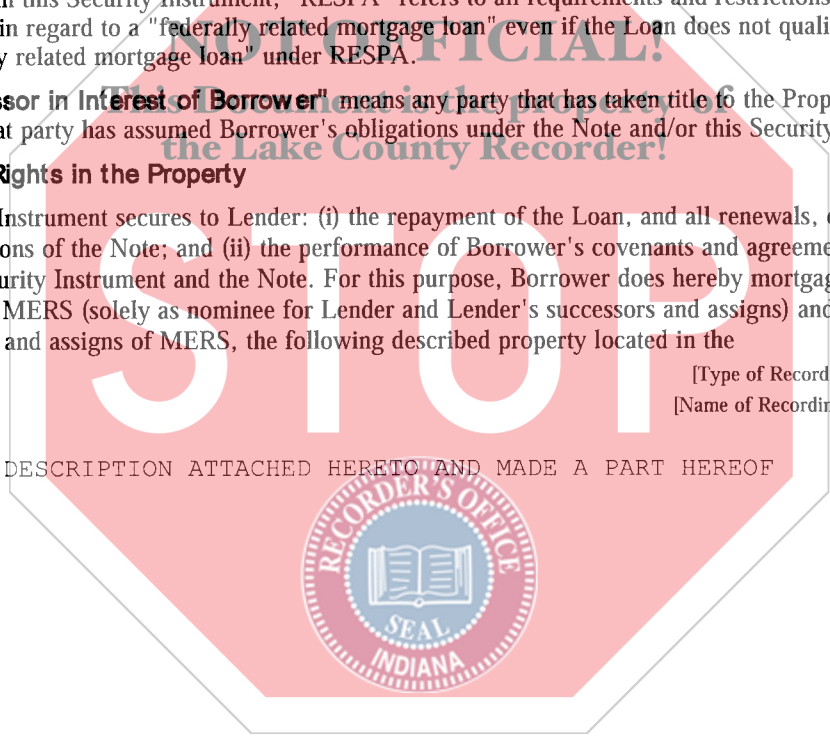 in this Security Instrument, "RESPA" refers to all requirements and restrictions
in regard to a "federally related mortgage loan" even if the Loan does not quali
y related mortgage loan" under RESPA.
NOT OFFICIAL!
ssor in Interest of Borrower" means any party that has taken title to the Prop
This Document is the property of
at party has assumed Borrower's obligations under the Note and/or this Security
the Lake County Recorder!
Rights in the Property
Instrument secures to Lender: (i) the repayment of the Loan, and all renewals,
ons of the Note; and (ii) the performance of Borrower's covenants and agreeme
urity Instrument and the Note. For this purpose, Borrower does hereby mortgag
MERS (solely as nominee for Lender and Lender's successors and assigns) and
and assigns of MERS, the following described property located in the
STOP
[Type of Record
[Name of Recordin
DESCRIPTION ATTACHED HERETO AND MADE A PART HEREOF
RECORDER'S OFFICE
SEAL
INDIANA